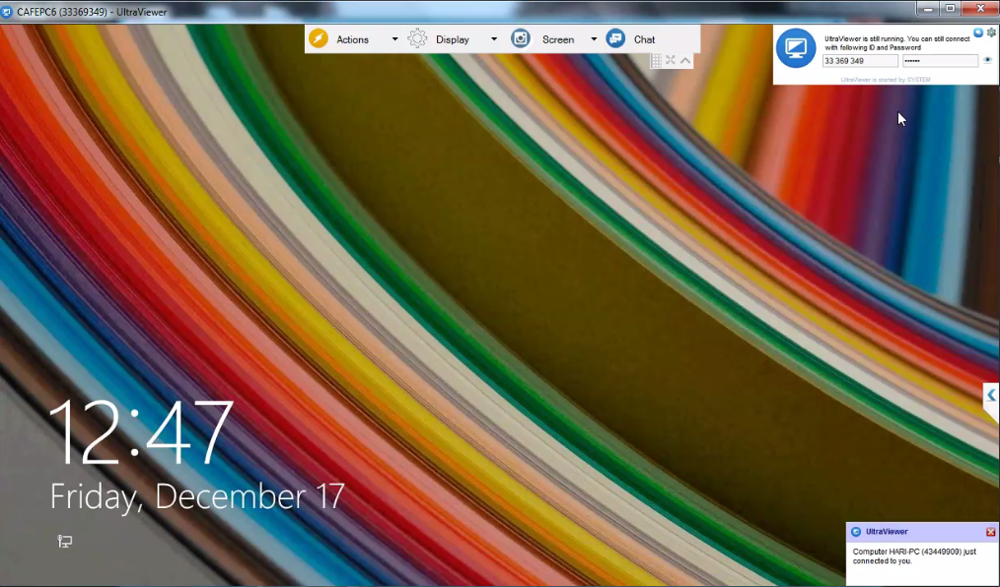 CAFEPC6 (33369349) - UltraViewer
Actions
Display
Screen
Chat
UltraViewer is still running. You can still connect
with following ID and Password
33 369 349
••••••
UltraViewer is started by SYSTEM
12:47
Friday, December 17
UltraViewer
Computer HARI-PC (43449909) just
connected to you.